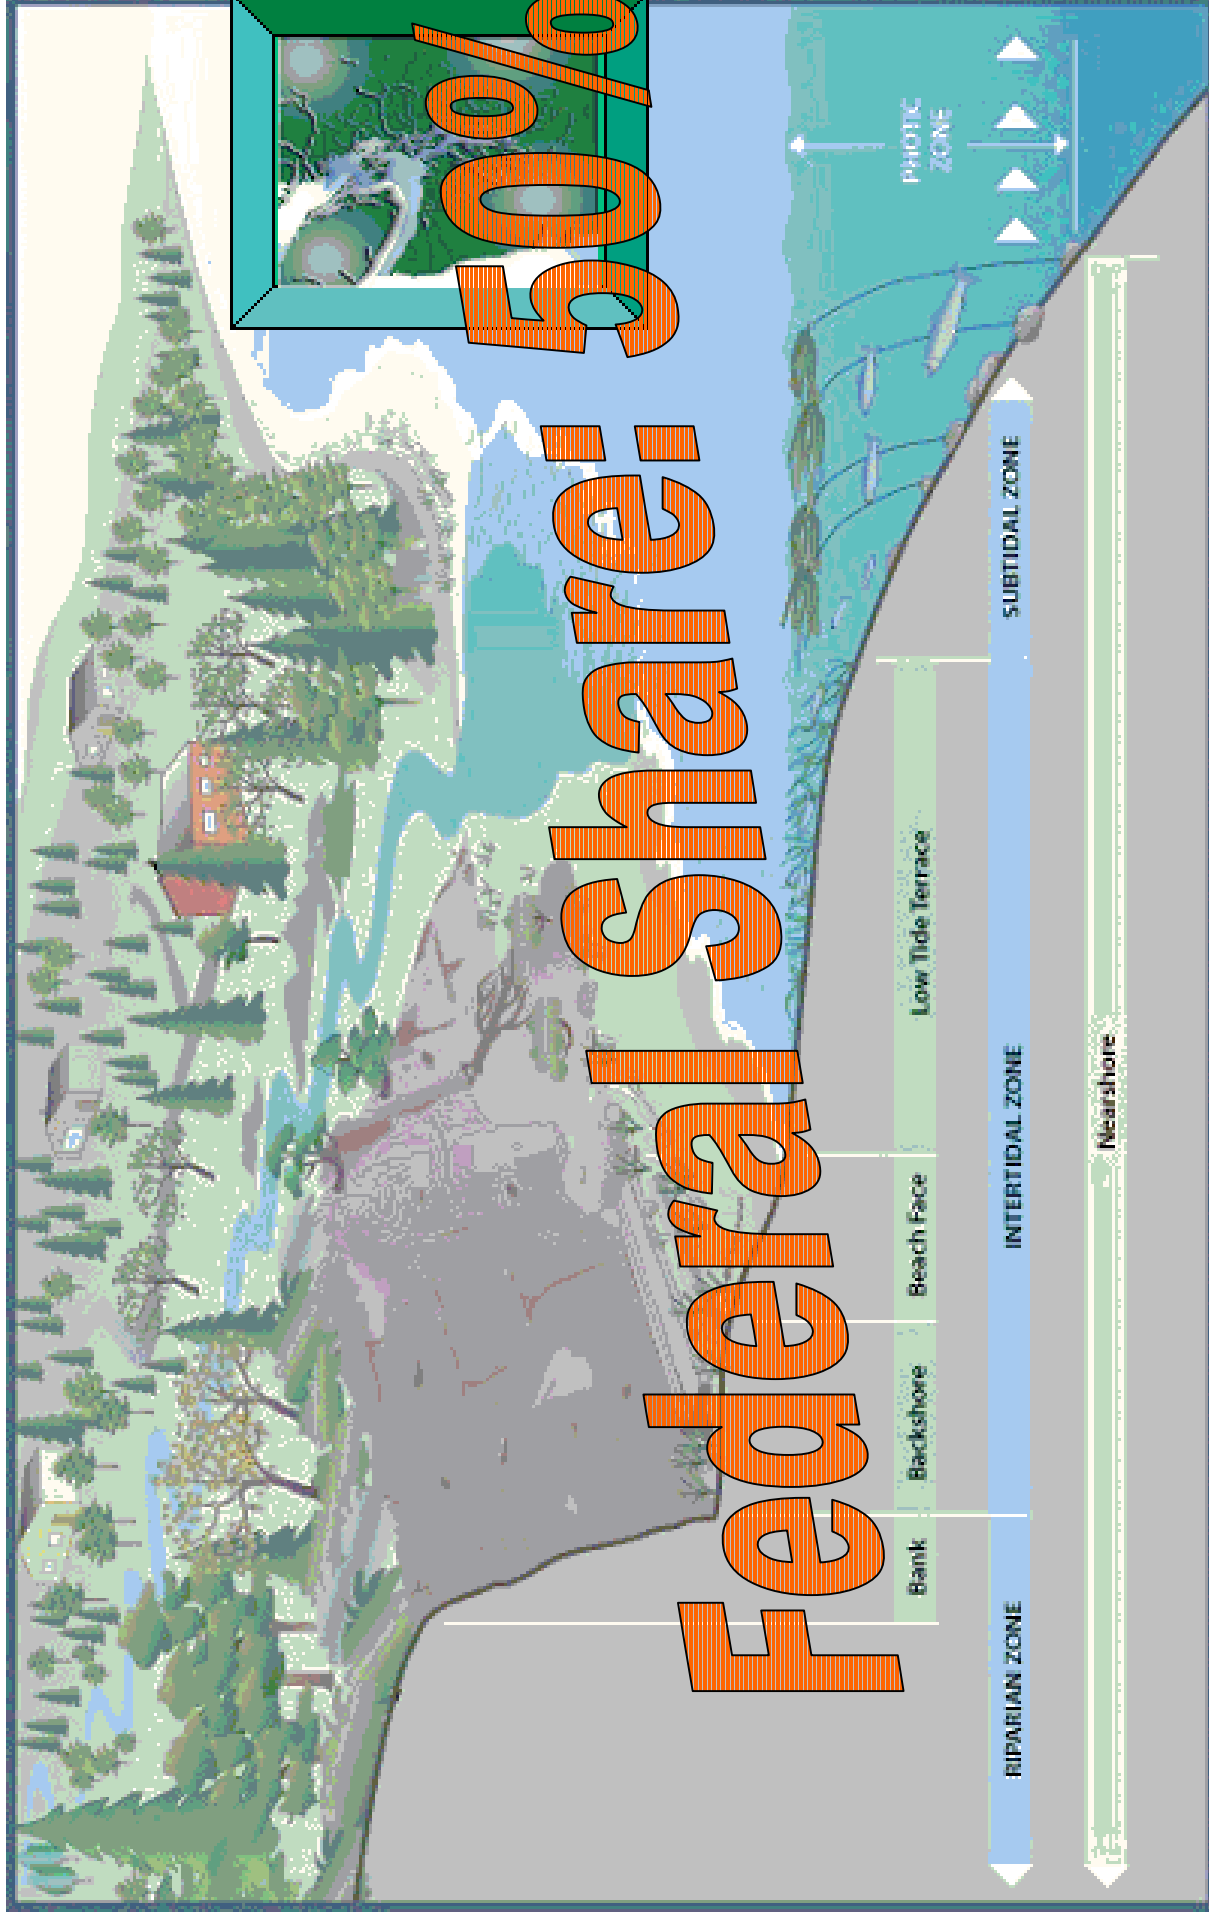 Federal Share: 50%
PHOTIC
ZONE
Bank Backshore Beach Face Low Tide Terrace
RIPARIAN ZONE INTERTIDAL ZONE SUBTIDAL ZONE
Nearshore